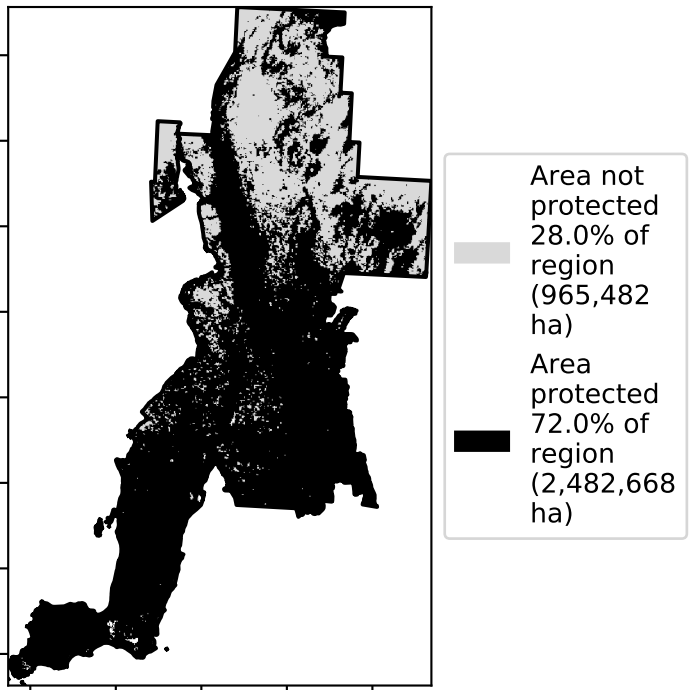 Area not
protected
28.0% of
region
(965,482
ha)
Area
protected
72.0% of
region
(2,482,668
ha)